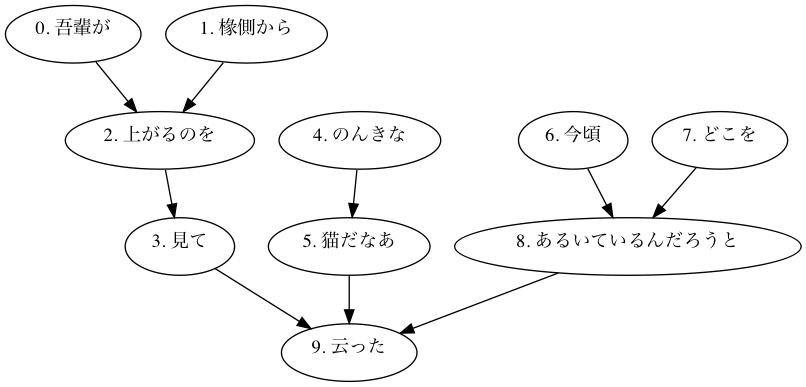 0. 吾輩が
1. 椽側から
2. 上がるのを
4. のんきな
6. 今頃
7. どこを
3. 見て
5. 猫だなあ
8. あるいているんだろうと
9. 云った